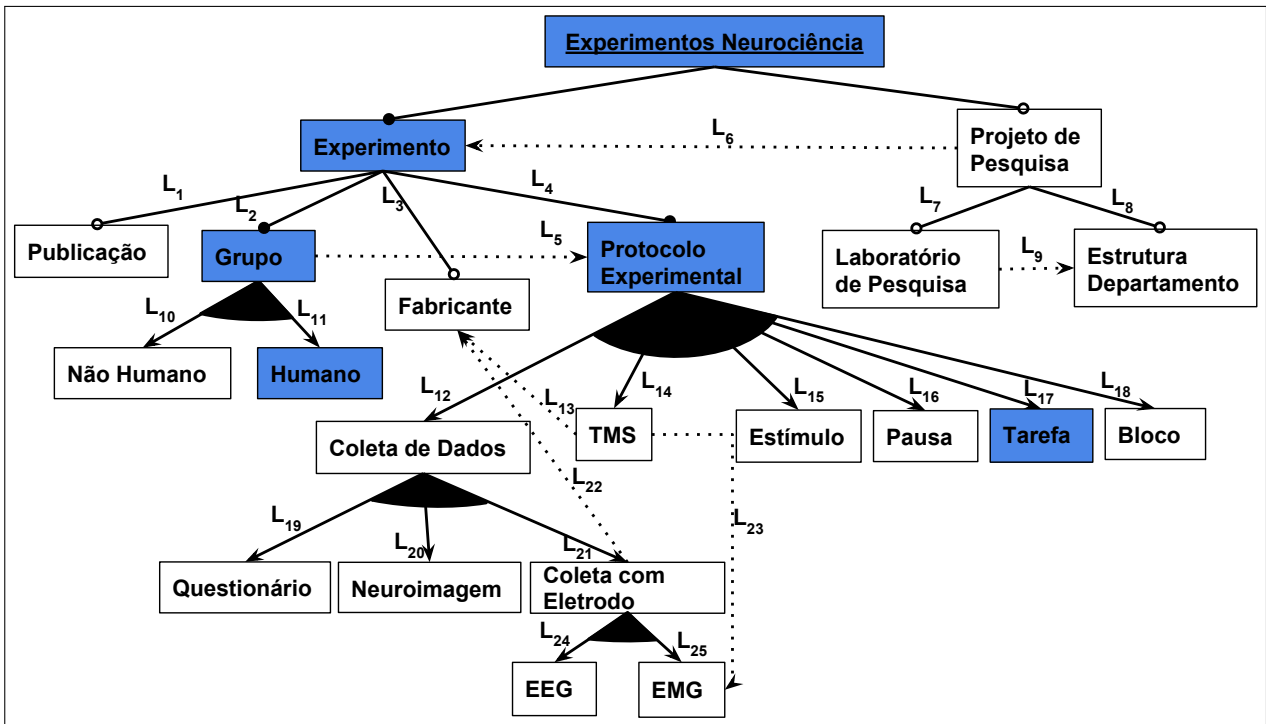 Experimentos Neurociência
L6
Experimento
Projeto de
Pesquisa
L1
L2
L3
L4
L7
L8
Publicação
Grupo
L5
Protocolo
Experimental
Laboratório
de Pesquisa
L9
Estrutura
Departamento
Fabricante
L10
L11
Não Humano
Humano
L12
L13
L14
L15
L16
L17
L18
Coleta de Dados
TMS
Estímulo
Pausa
Tarefa
Bloco
L22
L19
L20
L21
L23
Questionário
Neuroimagem
Coleta com
Eletrodo
L24
L25
EEG
EMG